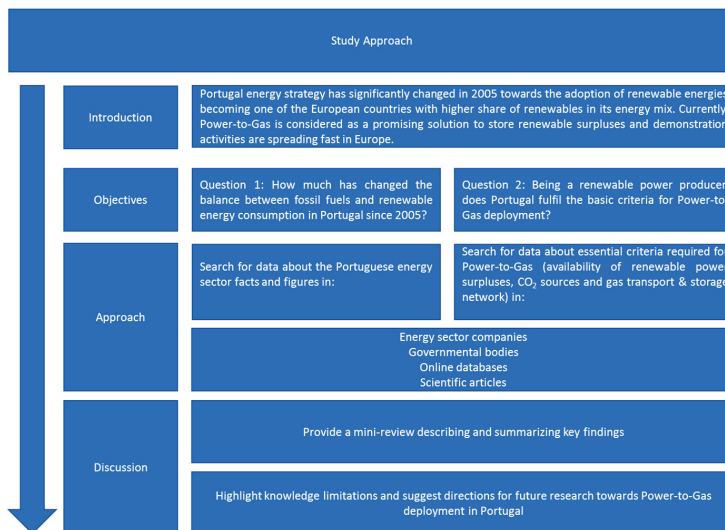 Study Approach
Introduction
Portugal energy strategy has significantly changed in 2005 towards the adoption of renewable energies
becoming one of the European countries with higher share of renewables in its energy mix. Currently
Power-to-Gas is considered as a promising solution to store renewable surpluses and demonstration
activities are spreading fast in Europe.
Objectives
Question 1: How much has changed the
balance between fossil fuels and renewable
energy consumption in Portugal since 2005?
Question 2: Being a renewable power producer
does Portugal fulfil the basic criteria for Power-to
Gas deployment?
Approach
Search for data about the Portuguese energy
sector facts and figures in:
Search for data about essential criteria required for
Power-to-Gas (availability of renewable power
surpluses, CO₂ sources and gas transport & storage
network) in:
Energy sector companies
Governmental bodies
Online databases
Scientific articles
Discussion
Provide a mini-review describing and summarizing key findings
Highlight knowledge limitations and suggest directions for future research towards Power-to-Gas
deployment in Portugal